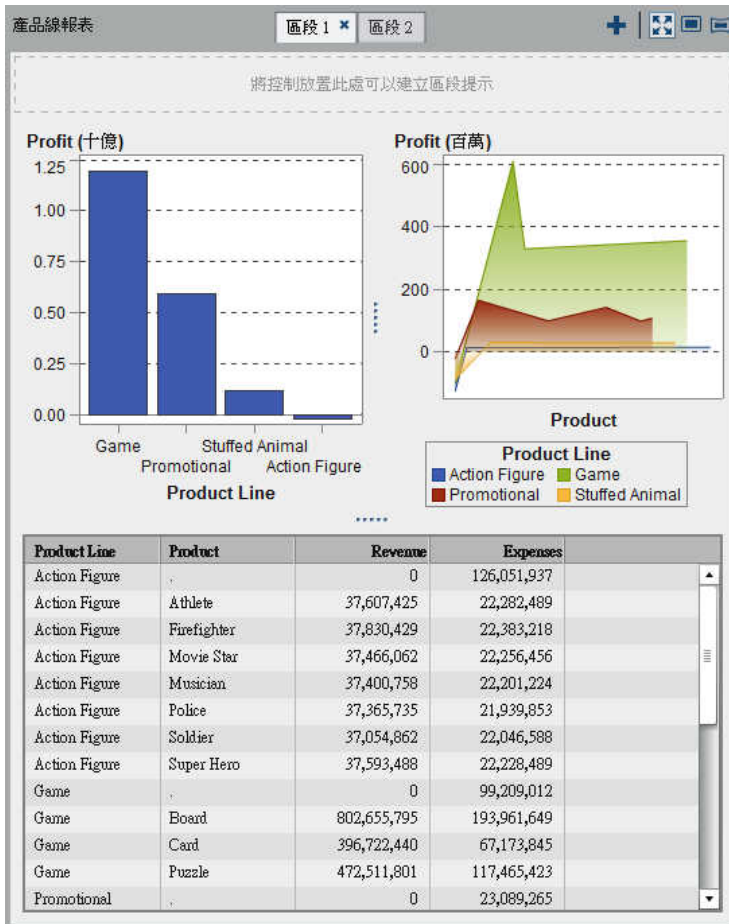 產品線報表
區段 1 ×
區段 2
將控制放置此處可以建立區段提示
Profit (十億)
1.25
1.00
0.75
0.50
0.25
0.00
Game
Stuffed Animal
Promotional
Action Figure
Product Line
Profit (百萬)
600
400
200
0
Product
Product Line
Action Figure Game
Promotional Stuffed Animal
Product Line Product Revenue Expenses
Action Figure . 0 126,051,937
Action Figure Athlete 37,607,425 22,282,489
Action Figure Firefighter 37,830,429 22,383,218
Action Figure Movie Star 37,466,062 22,256,456
Action Figure Musician 37,400,758 22,201,224
Action Figure Police 37,365,735 21,939,853
Action Figure Soldier 37,054,862 22,046,588
Action Figure Super Hero 37,593,488 22,228,489
Game . 0 99,209,012
Game Board 802,655,795 193,961,649
Game Card 396,722,440 67,173,845
Game Puzzle 472,511,801 117,465,423
Promotional . 0 23,089,265